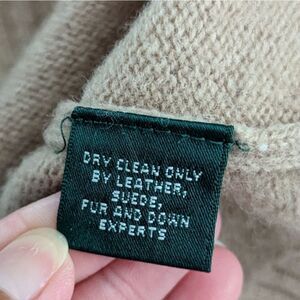 DRY CLEAN ONLY
BY LEATHER,
SUEDE,
FUR AND DOWN
EXPERTS